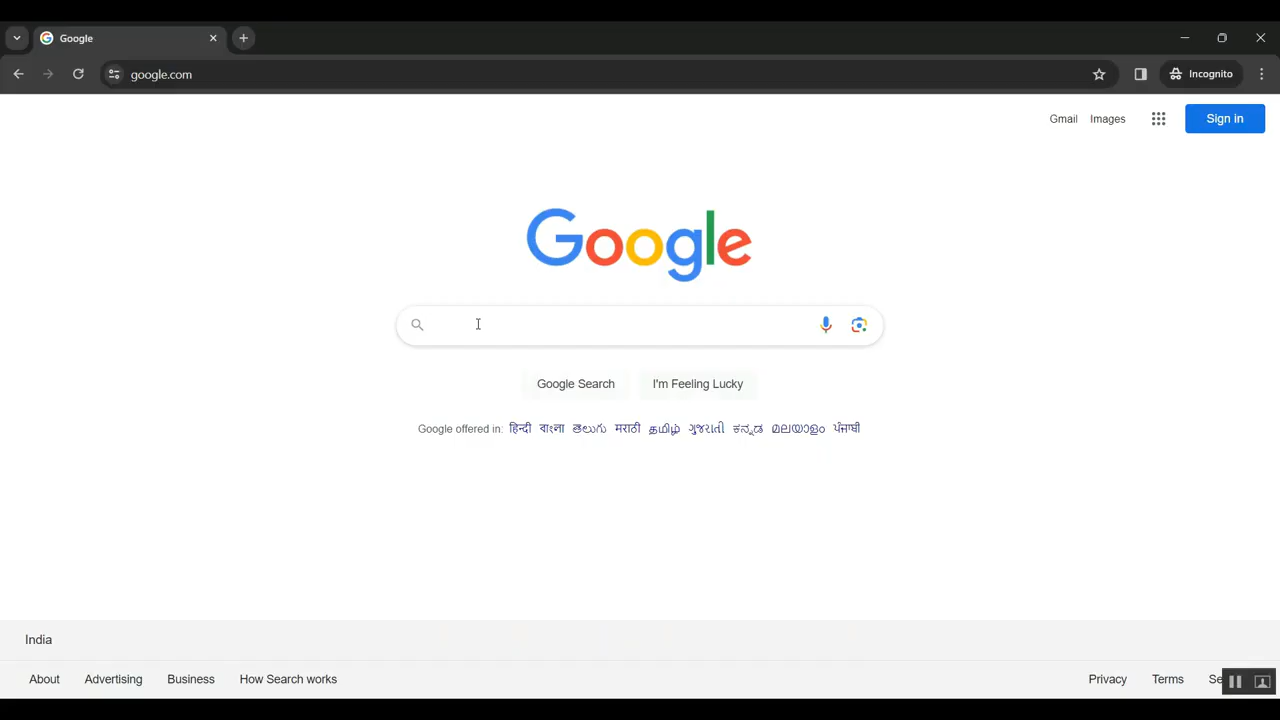 Google
google.com
Incognito
Gmail Images Sign in
Google
Google Search I'm Feeling Lucky
Google offered in: हिन्दी বাংলা తెలుగు मराठी தமிழ் ગુજરાતી ಕನ್ನಡ മലയാളം ਪੰਜਾਬੀ
India
About Advertising Business How Search works Privacy Terms Se